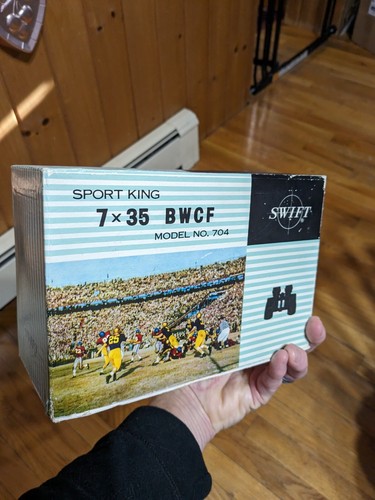 SPORT KING
7×35 BWCF
MODEL NO. 704
SWIFT